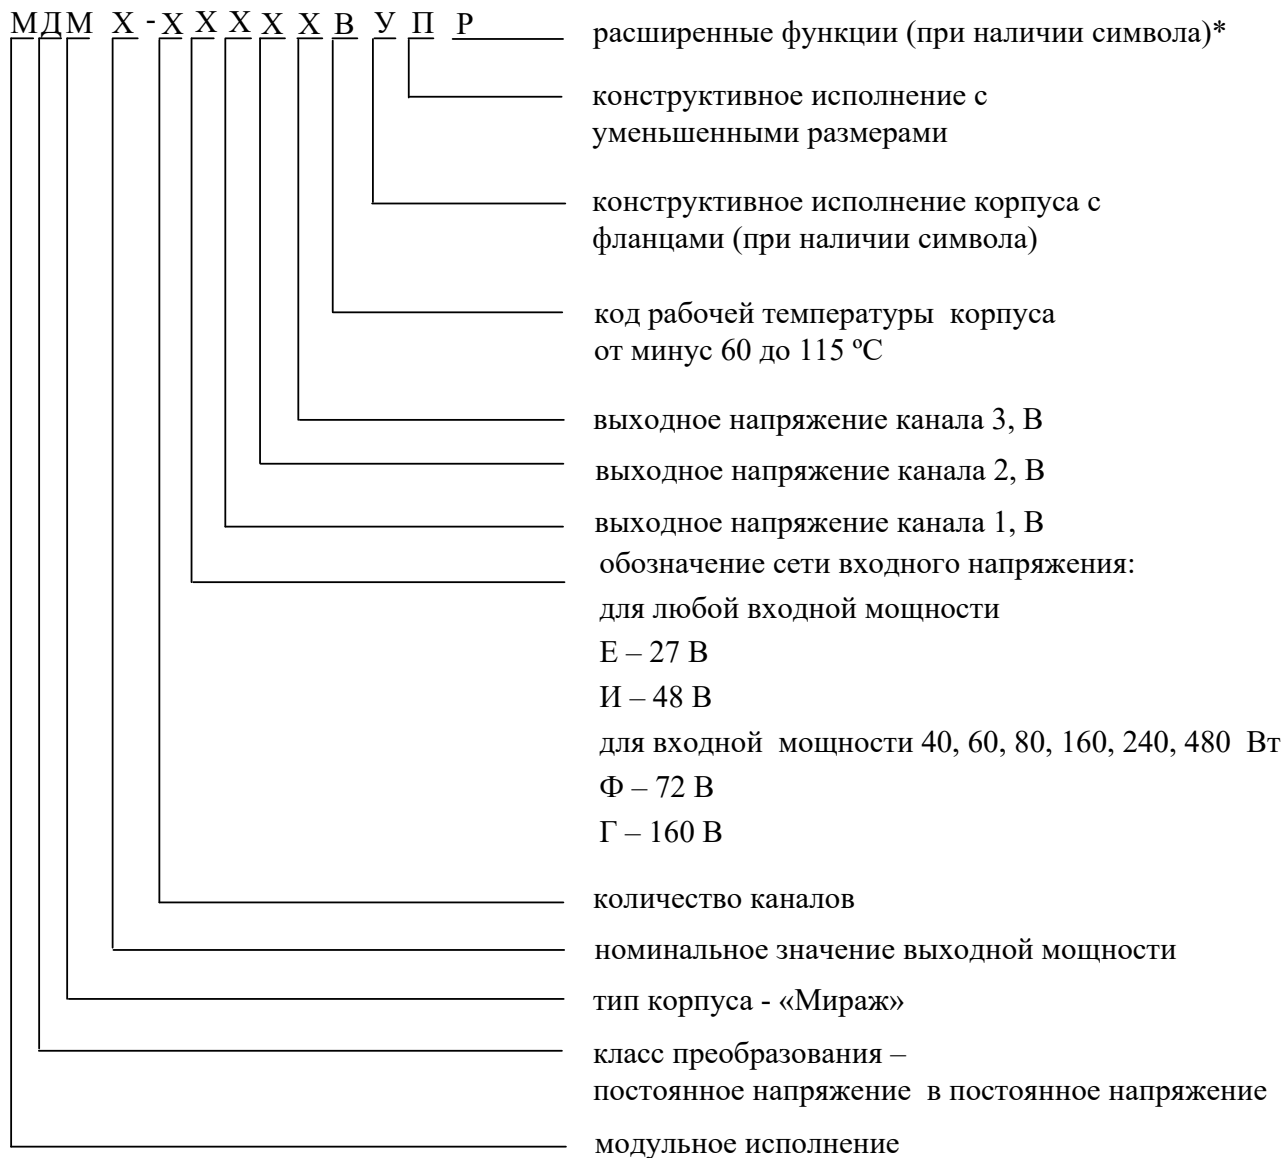 МДМ Х - Х Х Х Х Х В У П Р
расширенные функции (при наличии символа)*
конструктивное исполнение с
уменьшенными размерами
конструктивное исполнение корпуса с
фланцами (при наличии символа)
код рабочей температуры корпуса
от минус 60 до 115 ºС
выходное напряжение канала 3, В
выходное напряжение канала 2, В
выходное напряжение канала 1, В
обозначение сети входного напряжения:
для любой входной мощности
Е – 27 В
И – 48 В
для входной мощности 40, 60, 80, 160, 240, 480 Вт
Ф – 72 В
Г – 160 В
количество каналов
номинальное значение выходной мощности
тип корпуса - «Мираж»
класс преобразования –
постоянное напряжение в постоянное напряжение
модульное исполнение